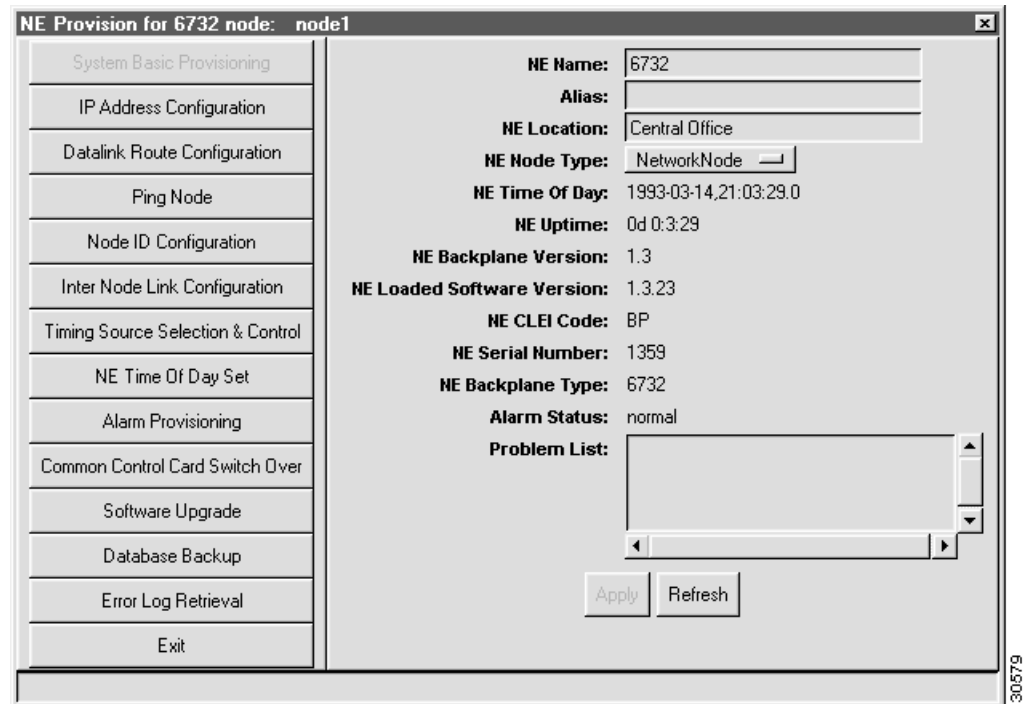 NE Provision for 6732 node: node1
System Basic Provisioning
IP Address Configuration
Datalink Route Configuration
Ping Node
Node ID Configuration
Inter Node Link Configuration
Timing Source Selection & Control
NE Time Of Day Set
Alarm Provisioning
Common Control Card Switch Over
Software Upgrade
Database Backup
Error Log Retrieval
Exit
NE Name: 6732
Alias:
NE Location: Central Office
NE Node Type: NetworkNode
NE Time Of Day: 1993-03-14,21:03:29.0
NE Uptime: 0d 0:3:29
NE Backplane Version: 1.3
NE Loaded Software Version: 1.3.23
NE CLEI Code: BP
NE Serial Number: 1359
NE Backplane Type: 6732
Alarm Status: normal
Problem List:
Apply Refresh
30579